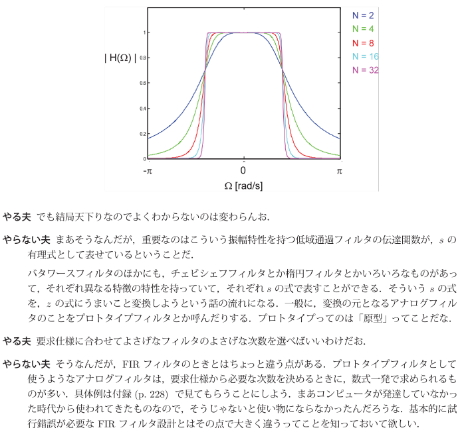 N = 2
N = 4
N = 8
N = 16
N = 32
| H(Ω) |
1
0.8
0.6
0.4
0.2
0
-π
0
π
Ω [rad/s]
やる夫 でも結局天下りなのでよくわからないのは変わらんお.
やらない夫 まあそうなんだが，重要なのはこういう振幅特性を持つ低域通過フィルタの伝達関数が，s の
有理式として表せているということだ.
バタワースフィルタのほかにも，チェビシェフフィルタとか楕円フィルタとかいろいろなものがあっ
て，それぞれ異なる特徴の特性を持っていて，それぞれ s の式で表すことができる. そういう s の式
を，z の式にうまいこと変換しようという話の流れになる. 一般に，変換の元となるアナログフィル
タのことをプロトタイプフィルタとか呼んだりする. プロトタイプってのは「原型」ってことだな.
やる夫 要求仕様に合わせてよさげなフィルタのよさげな次数を選べばいいわけだお.
やらない夫 そうなんだが，FIR フィルタのときとはちょっと違う点がある. プロトタイプフィルタとして
使うようなアナログフィルタは，要求仕様から必要な次数を決めるときに，数式一発で求められるも
のが多い. 具体例は付録 (p. 228) で見てもらうことにしよう. まあコンピュータが発達していなかっ
た時代から使われてきたものなので，そうじゃないと使い物にならなかったんだろうな. 基本的に試
行錯誤が必要な FIR フィルタ設計とはその点で大きく違うってことを知っておいて欲しい.